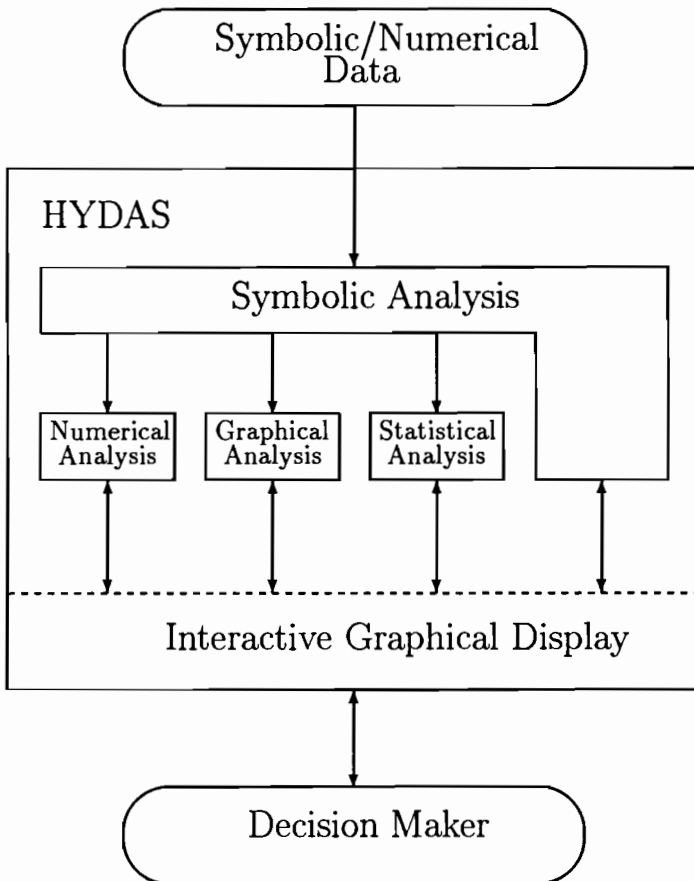 Symbolic/Numerical
Data
HYDAS
Symbolic Analysis
Numerical
Analysis
Graphical
Analysis
Statistical
Analysis
Interactive Graphical Display
Decision Maker